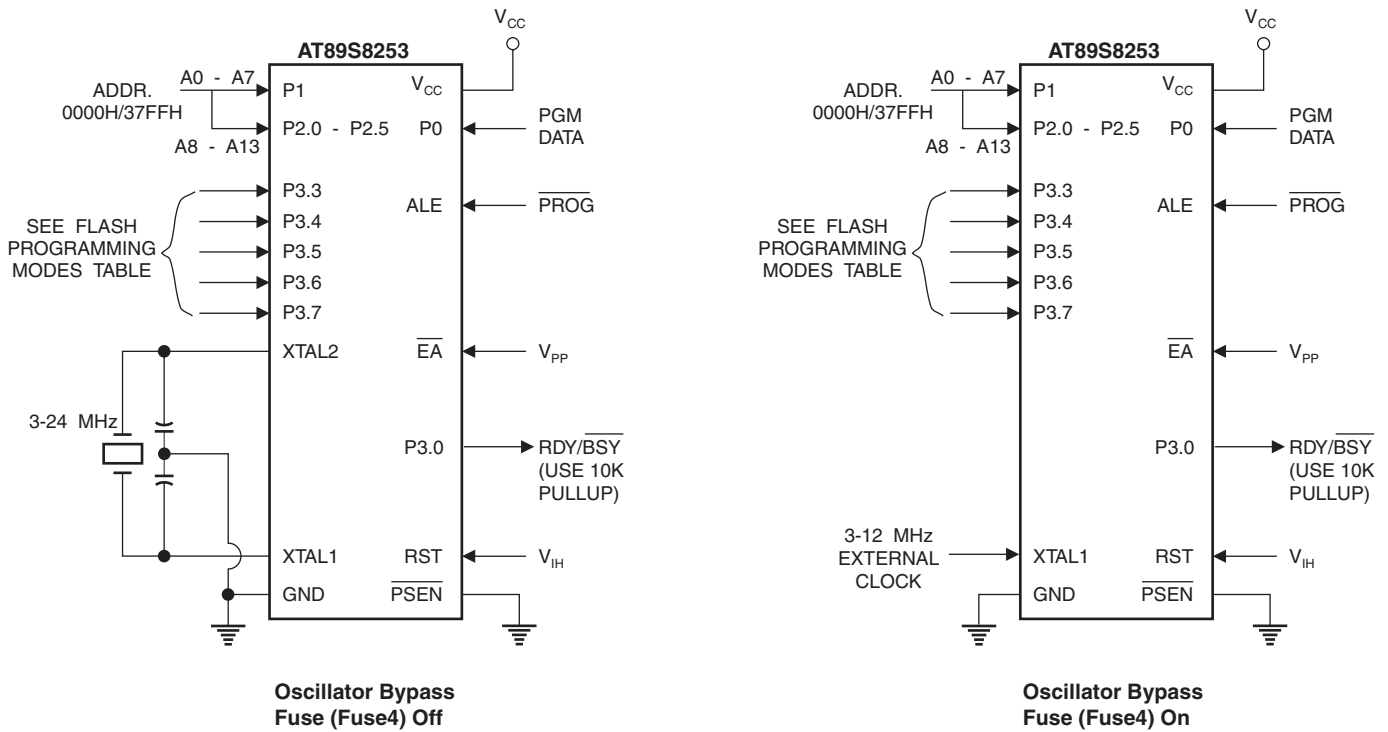 VCC
AT89S8253
ADDR.
0000H/37FFH
A0 - A7
A8 - A13
P1
P2.0 - P2.5
VCC
P0
PGM
DATA
SEE FLASH
PROGRAMMING
MODES TABLE
P3.3
P3.4
P3.5
P3.6
P3.7
ALE
PROG
XTAL2
EA
VPP
3-24 MHz
P3.0
RDY/BSY
(USE 10K
PULLUP)
XTAL1
RST
VIH
GND
PSEN
Oscillator Bypass
Fuse (Fuse4) Off
VCC
AT89S8253
ADDR.
0000H/37FFH
A0 - A7
A8 - A13
P1
P2.0 - P2.5
VCC
P0
PGM
DATA
SEE FLASH
PROGRAMMING
MODES TABLE
P3.3
P3.4
P3.5
P3.6
P3.7
ALE
PROG
EA
VPP
P3.0
RDY/BSY
(USE 10K
PULLUP)
3-12 MHz
EXTERNAL
CLOCK
XTAL1
RST
VIH
GND
PSEN
Oscillator Bypass
Fuse (Fuse4) On